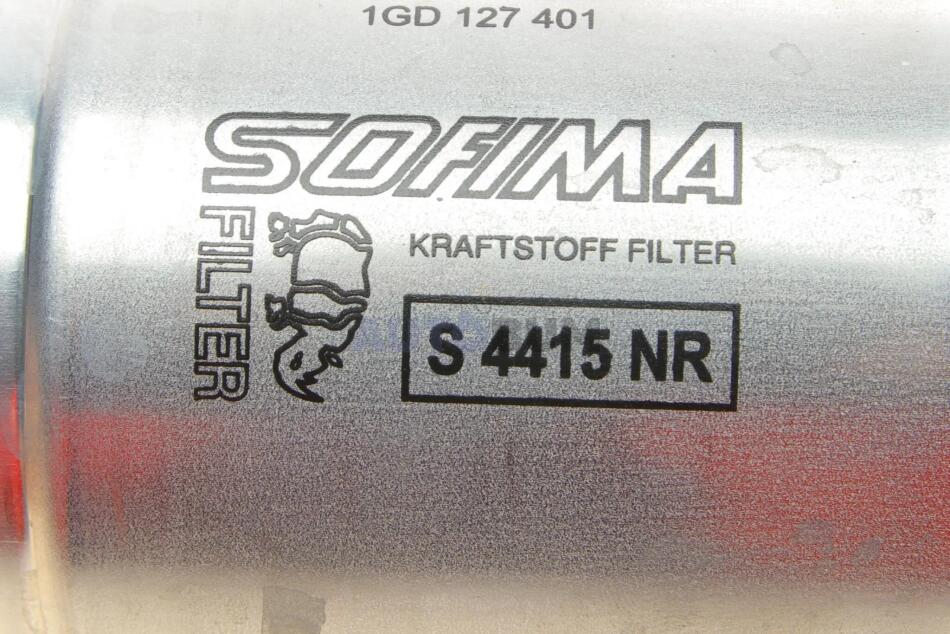 1GD 127 401
SOFIMA
FILTER
KRAFTSTOFF FILTER
S 4415 NR